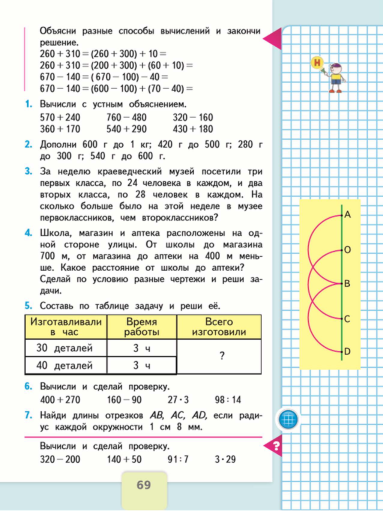 Объясни разные способы вычислений и закончи
решение.
260 + 310 = (260 + 300) + 10 =
260 + 310 = (200 + 300) + (60 + 10) =
670 − 140 = ( 670 − 100) − 40 =
670 − 140 = (600 − 100) + (70 − 40) =
1. Вычисли с устным объяснением.
570 + 240 760 − 480 320 − 160
360 + 170 540 + 290 430 + 180
2. Дополни 600 г до 1 кг; 420 г до 500 г; 280 г
до 300 г; 540 г до 600 г.
3. За неделю краеведческий музей посетили три
первых класса, по 24 человека в каждом, и два
вторых класса, по 28 человек в каждом. На
сколько больше было на этой неделе в музее
первоклассников, чем второклассников?
4. Школа, магазин и аптека расположены на од-
ной стороне улицы. От школы до магазина
700 м, от магазина до аптеки на 400 м мень-
ше. Какое расстояние от школы до аптеки?
Сделай по условию разные чертежи и реши за-
дачи.
5. Составь по таблице задачу и реши её.
Изготавливали в час Время работы Всего изготовили
30 деталей 3 ч ?
40 деталей 3 ч
6. Вычисли и сделай проверку.
400 + 270 160 − 90 27 · 3 98 : 14
7. Найди длины отрезков AB, AC, AD, если ради-
ус каждой окружности 1 см 8 мм.
Вычисли и сделай проверку.
320 − 200 140 + 50 91 : 7 3 · 29
69
Н
A
O
B
C
D
?